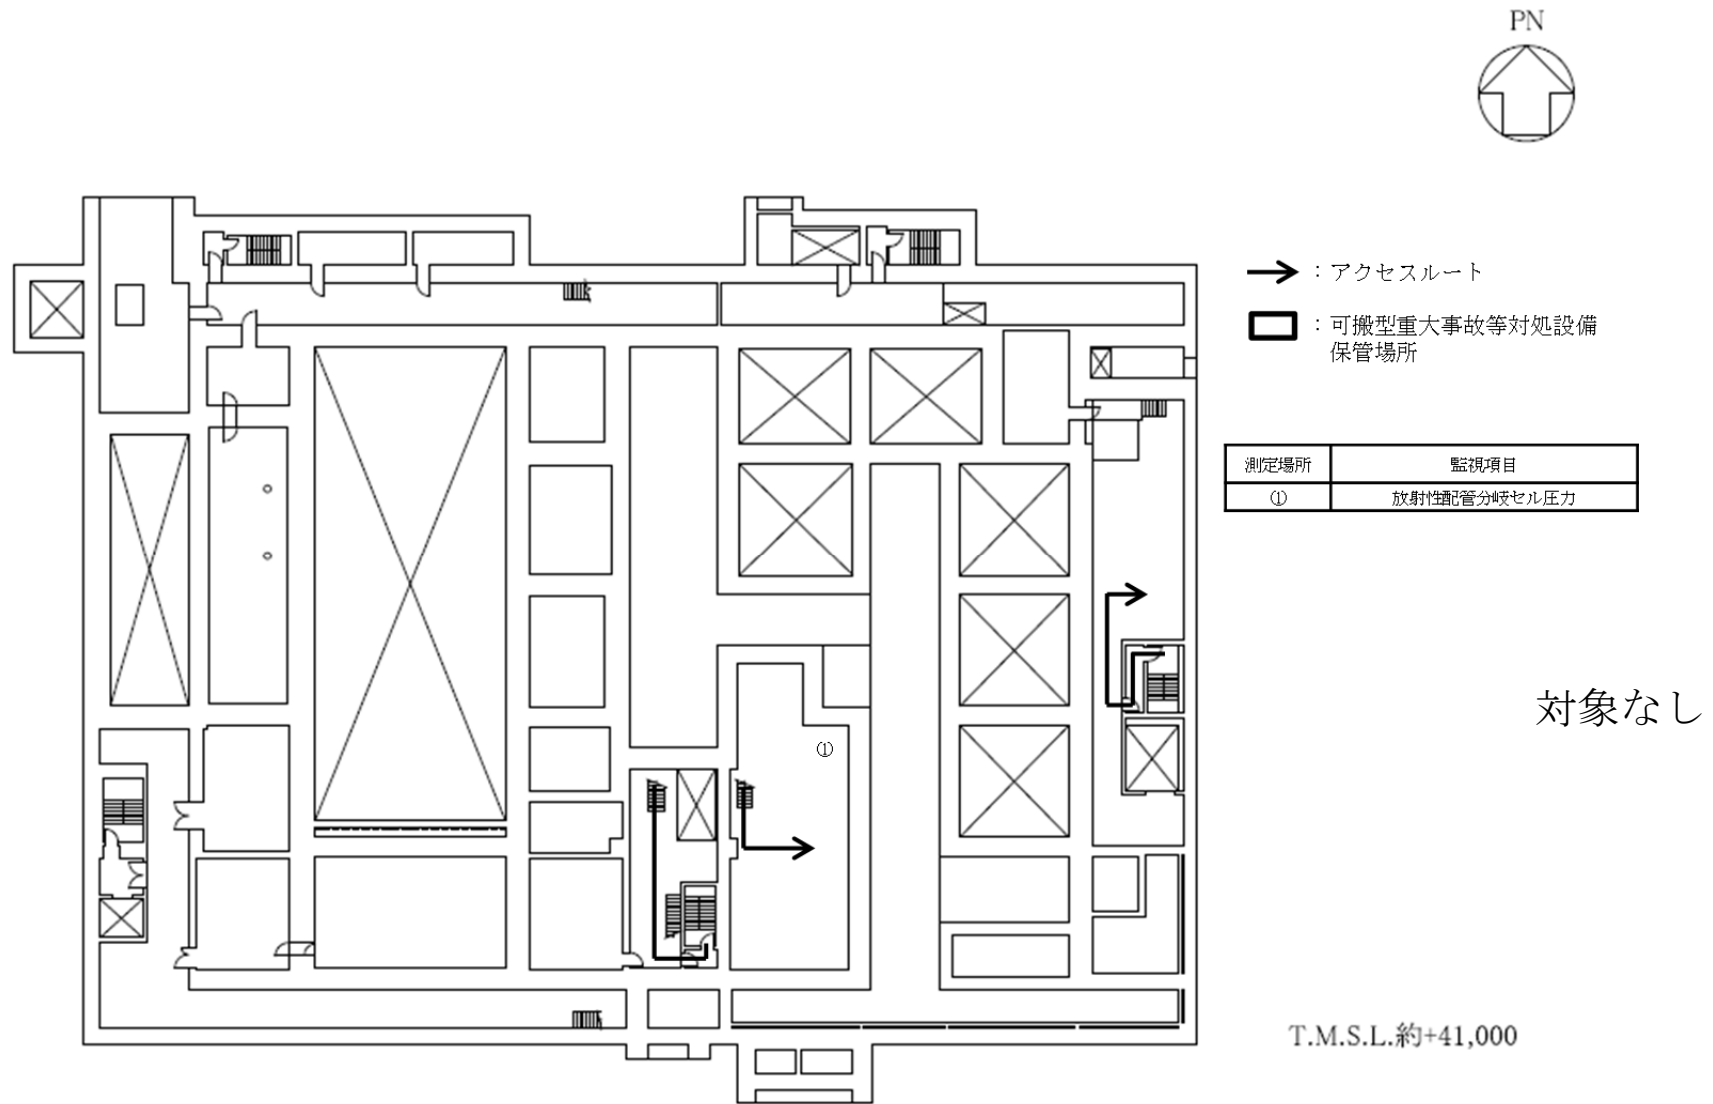 PN
：アクセスルート
：可搬型重大事故等対処設備
保管場所
測定場所 監視項目
① 放射性配管分岐セル圧力
対象なし
①
T.M.S.L.約+41,000